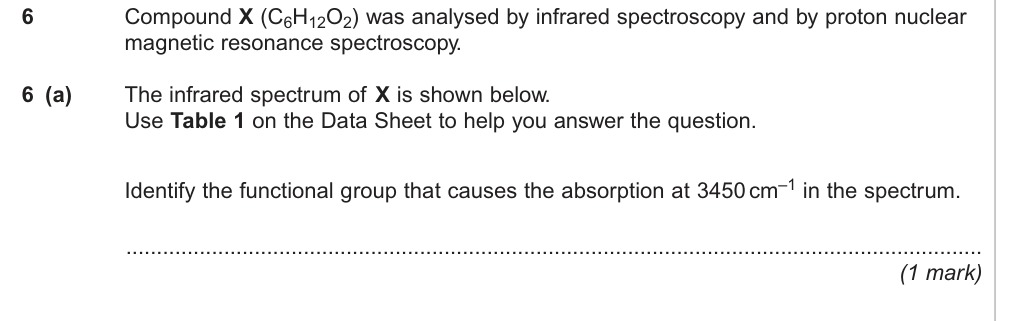 6 Compound X (C₆H₁₂O₂) was analysed by infrared spectroscopy and by proton nuclear
magnetic resonance spectroscopy.
6 (a) The infrared spectrum of X is shown below.
Use Table 1 on the Data Sheet to help you answer the question.
Identify the functional group that causes the absorption at 3450 cm⁻¹ in the spectrum.
(1 mark)